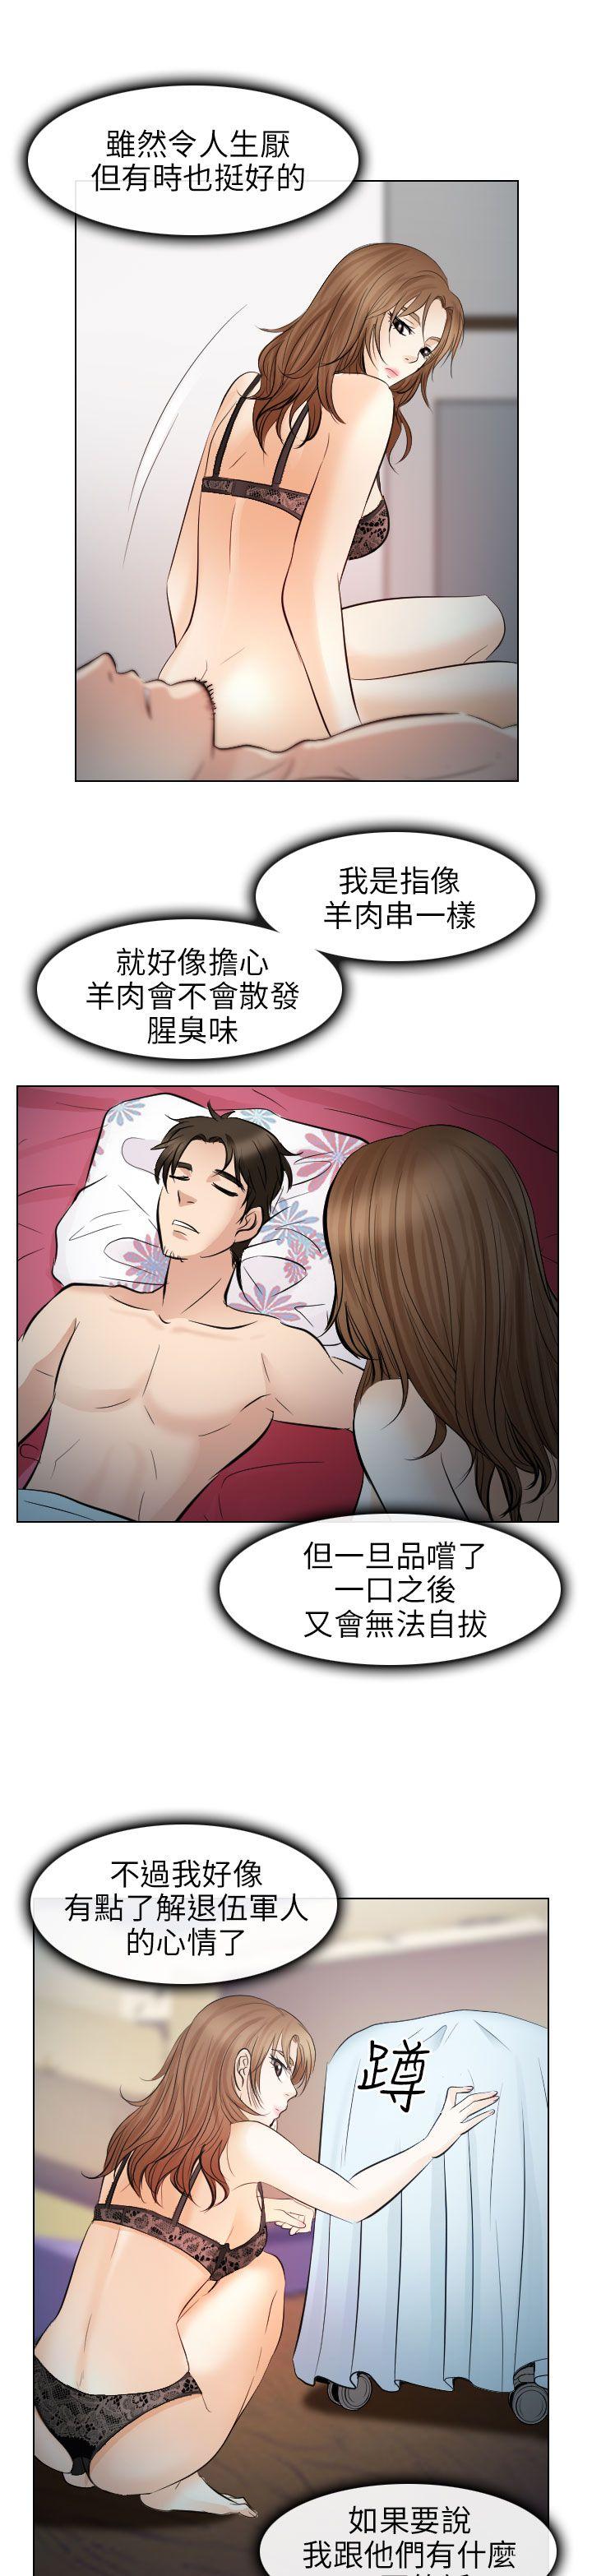 雖然令人生厭
但有時也挺好的
我是指像
羊肉串一樣
就好像擔心
羊肉會不會散發
腥臭味
但一旦品嚐了
一口之後
又會無法自拔
不過我好像
有點了解退伍軍人
的心情了
蹲
如果要說
我跟他們有什麼